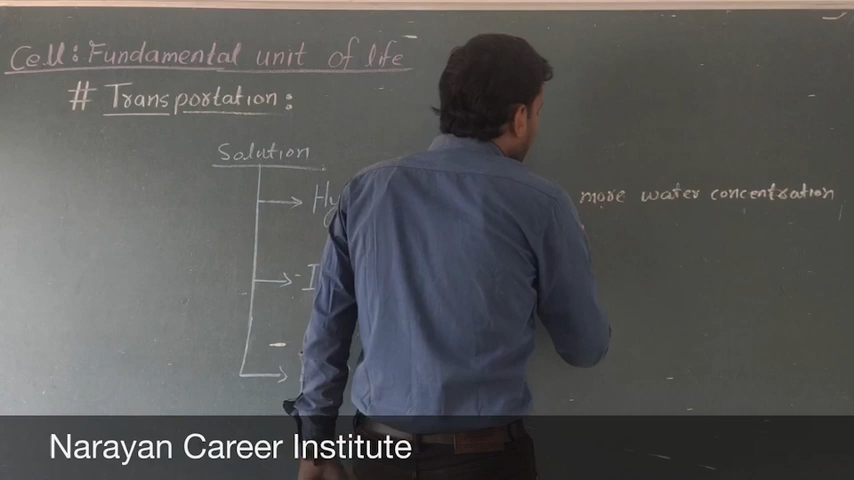 Cell: Fundamental unit of life
# Transportation:
Solution
more water concentration
Narayan Career Institute